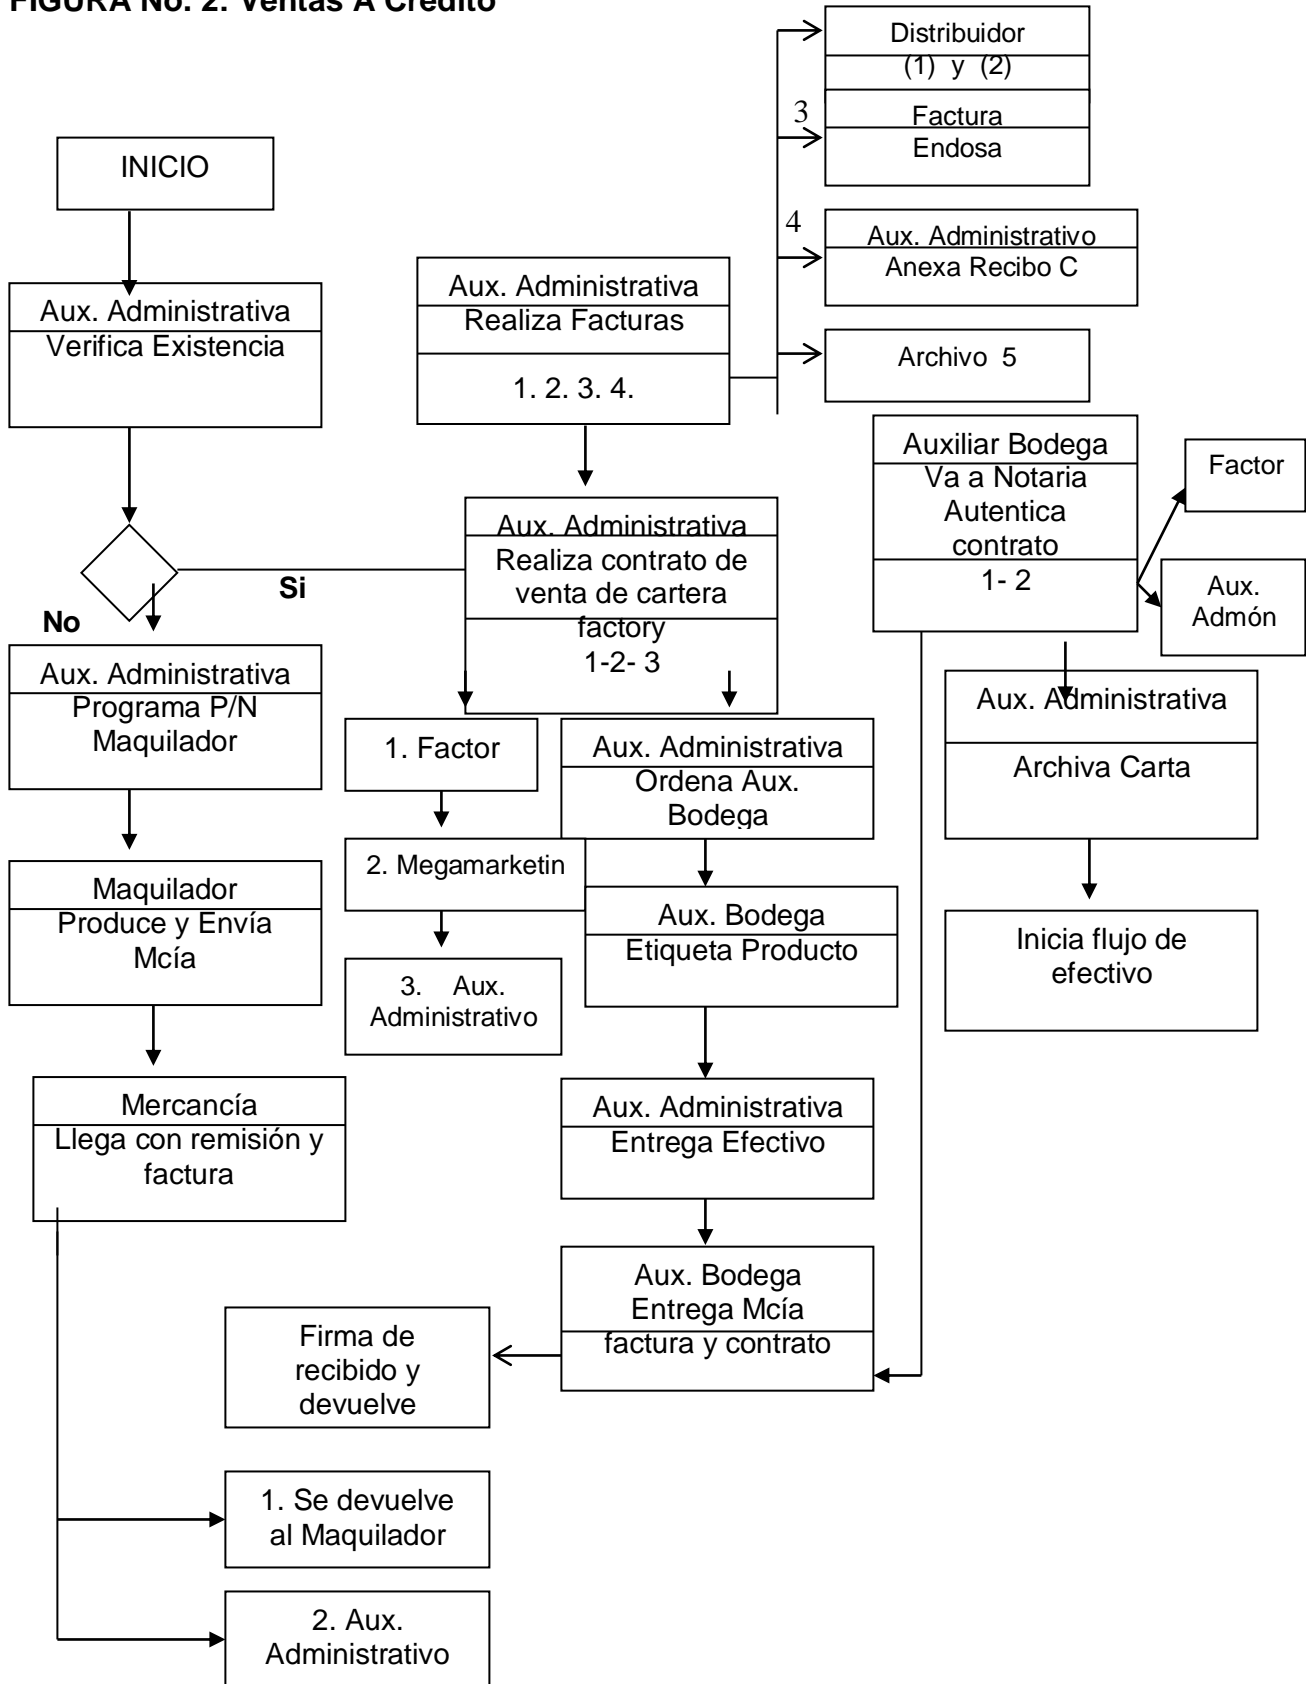 FIGURA No. 2. Ventas A Crédito
Distribuidor
(1) y (2)
3
Factura
Endosa
INICIO
4
Aux. Administrativo
Anexa Recibo C
Aux. Administrativa
Verifica Existencia
Aux. Administrativa
Realiza Facturas
1. 2. 3. 4.
Archivo 5
Auxiliar Bodega
Va a Notaria
Autentica
contrato
1- 2
Factor
Aux.
Admón
Si
No
Aux. Administrativa
Realiza contrato de
venta de cartera
factory
1-2- 3
Aux. Administrativa
Programa P/N
Maquilador
1. Factor
Aux. Administrativa
Ordena Aux.
Bodega
Aux. Administrativa
Archiva Carta
2. Megamarketin
Maquilador
Produce y Envía
Mcía
Aux. Bodega
Etiqueta Producto
Inicia flujo de
efectivo
3. Aux.
Administrativo
Mercancía
Llega con remisión y
factura
Aux. Administrativa
Entrega Efectivo
Aux. Bodega
Entrega Mcía
factura y contrato
Firma de
recibido y
devuelve
1. Se devuelve
al Maquilador
2. Aux.
Administrativo